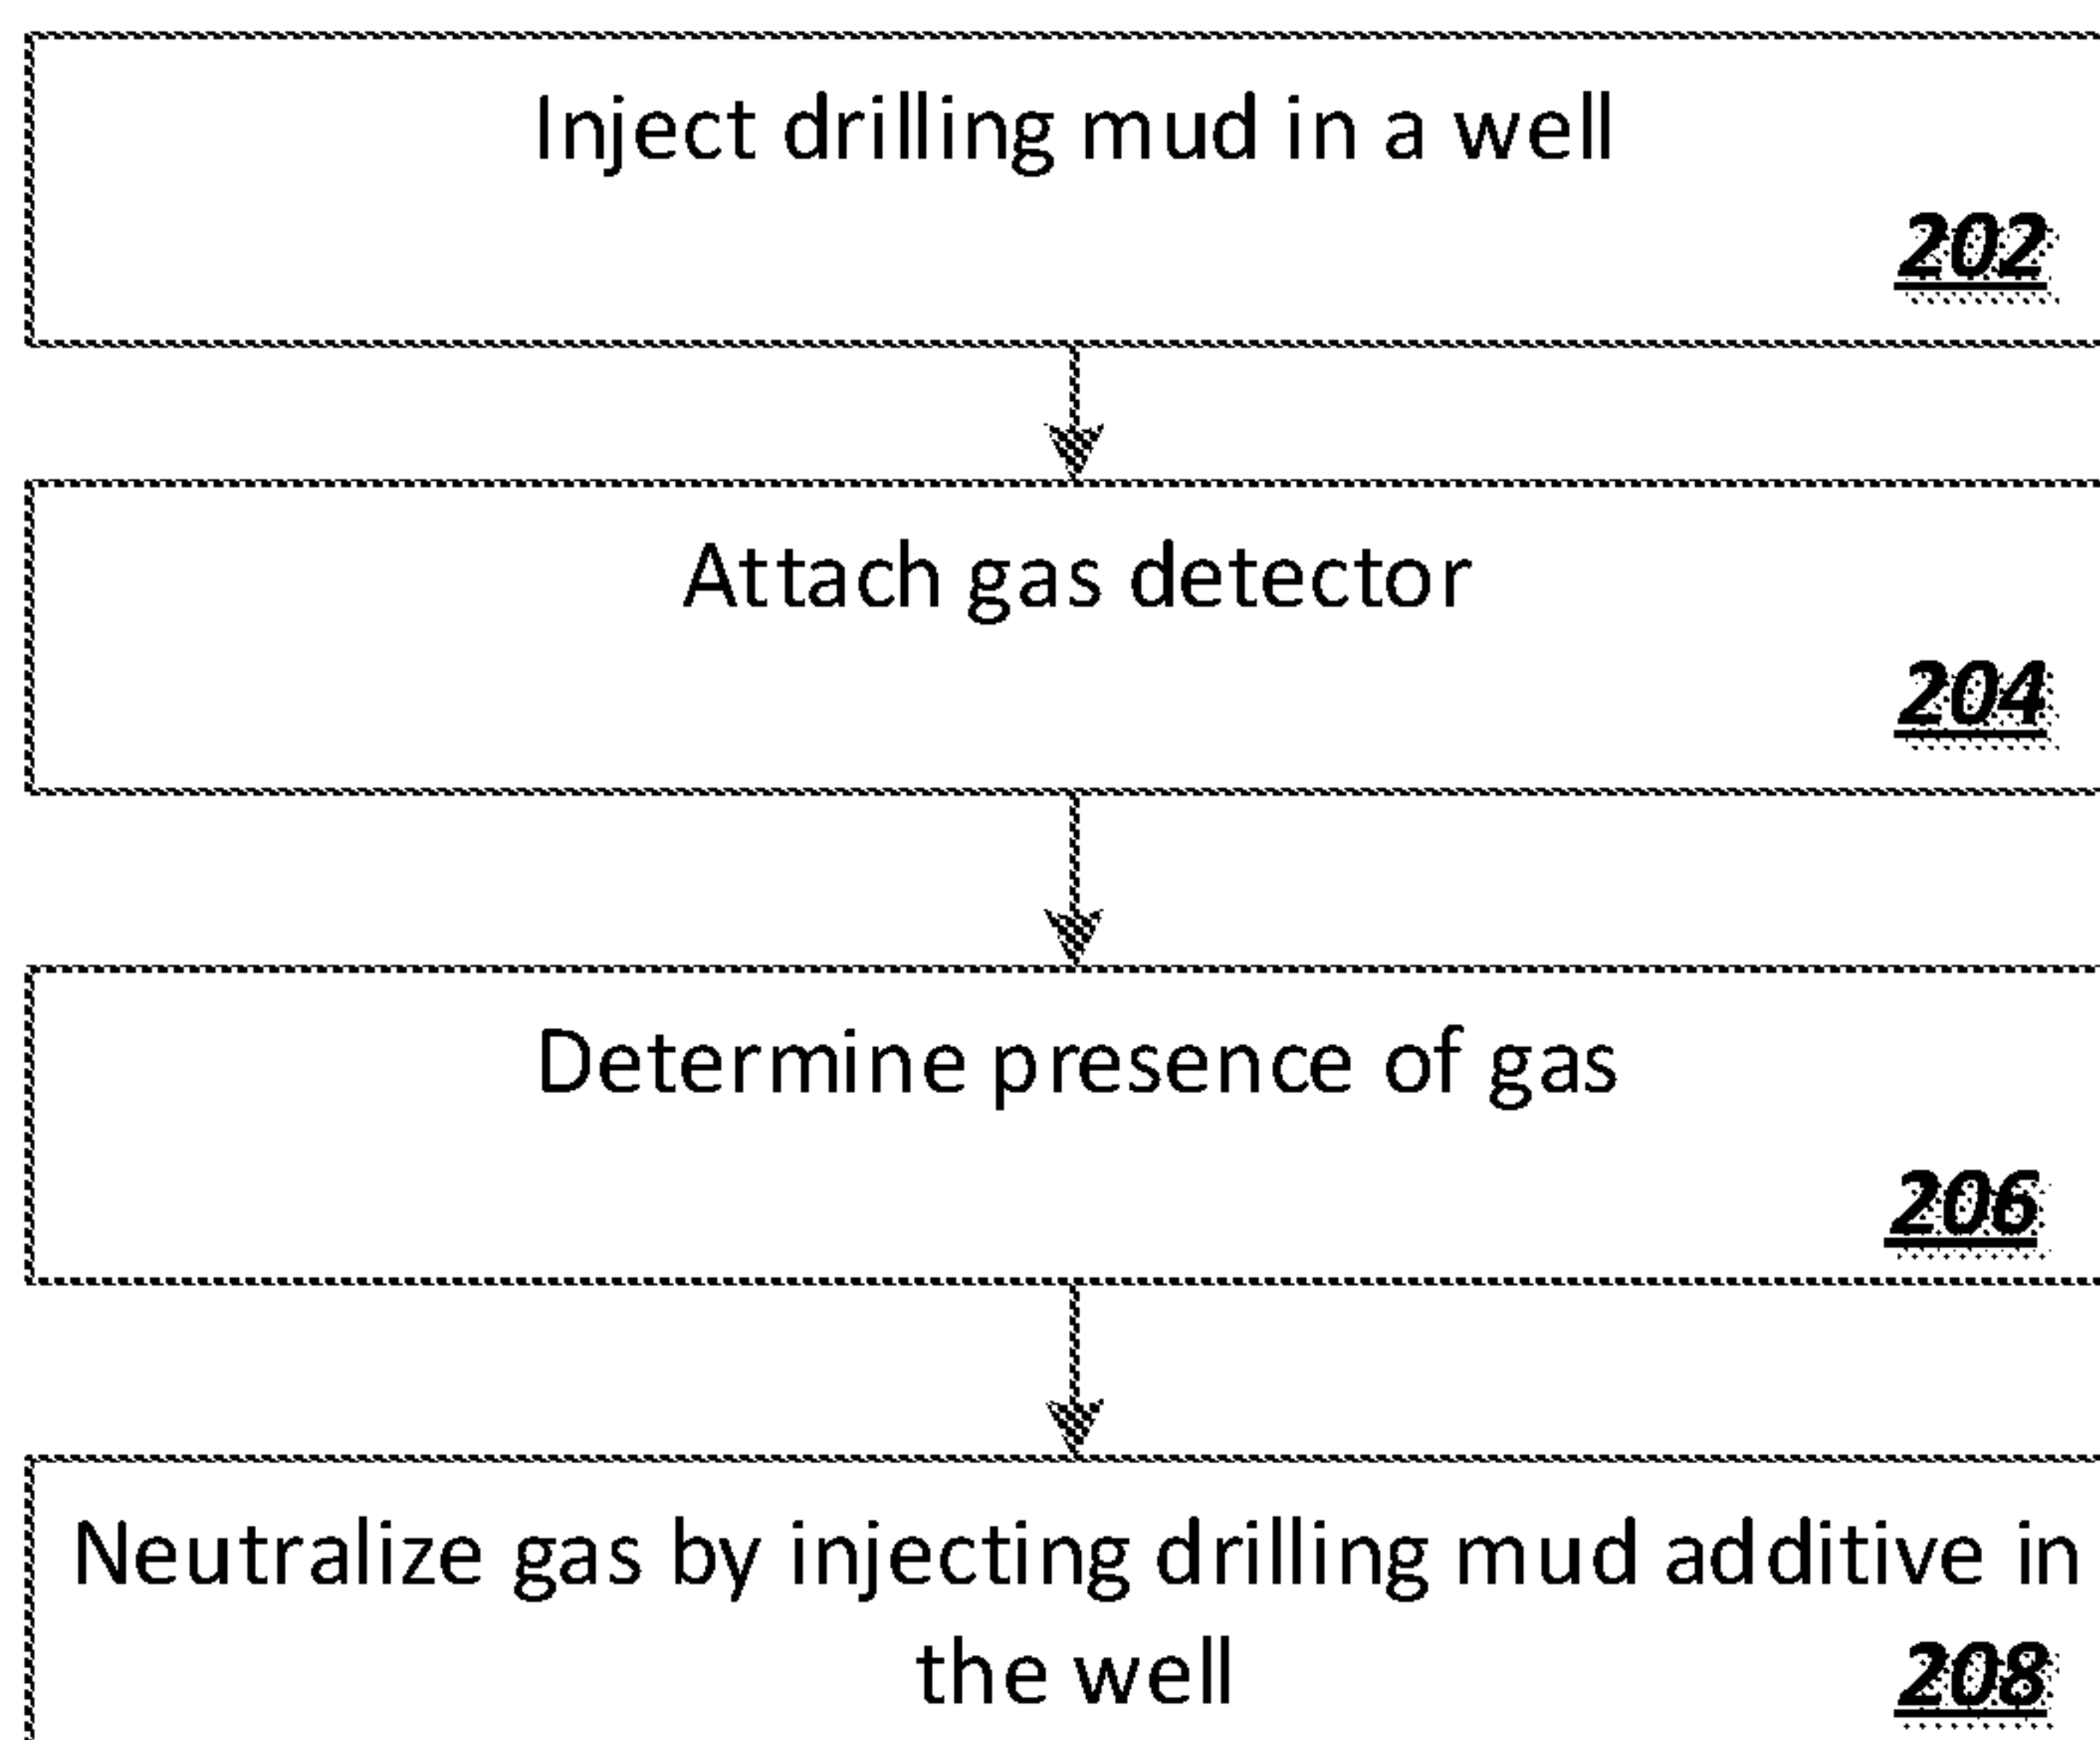 Inject drilling mud in a well
202
Attach gas detector
204
Determine presence of gas
206
Neutralize gas by injecting drilling mud additive in
the well
208